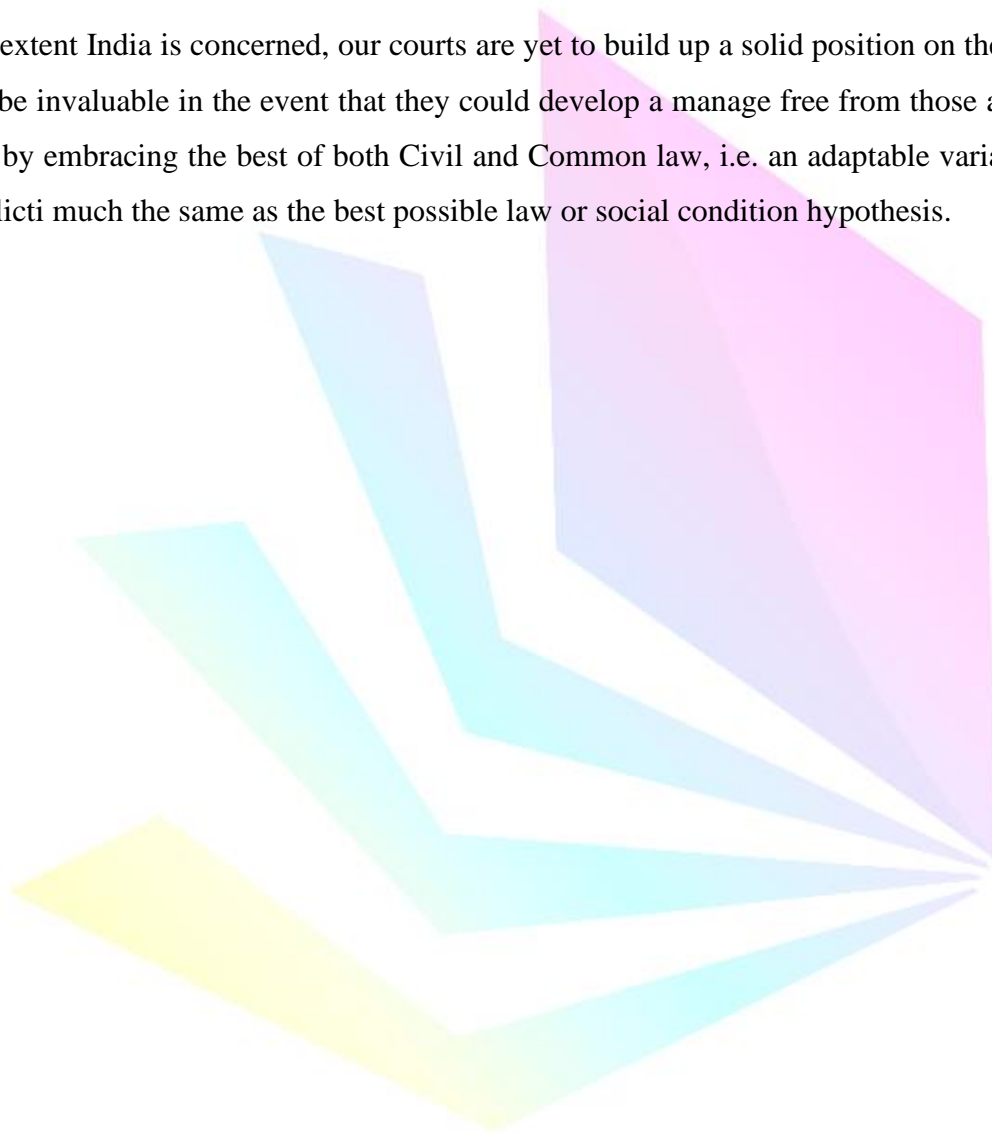 extent India is concerned, our courts are yet to build up a solid position on the
be invaluable in the event that they could develop a manage free from those a
by embracing the best of both Civil and Common law, i.e. an adaptable varia
licti much the same as the best possible law or social condition hypothesis.